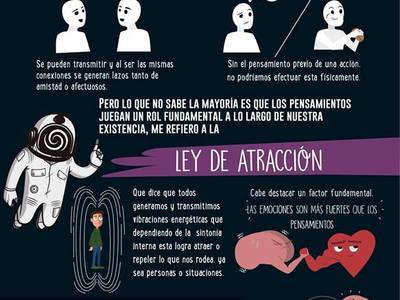 Se pueden transmitir y al ser las mismas
conexiones se generan lazos tanto de
amistad o afectuosos.
Sin el pensamiento previo de una acción.
no podríamos efectuar esta físicamente.
PERO LO QUE NO SABE LA MAYORÍA ES QUE LOS PENSAMIENTOS
JUEGAN UN ROL FUNDAMENTAL A LO LARGO DE NUESTRA
EXISTENCIA, ME REFIERO A LA
LEY DE ATRACCIÓN
Que dice que todos
generamos y transmitimos
vibraciones energéticas que
dependiendo de la sintonía
interna esta logra atraer o
repeler lo que nos rodea. ya
sea personas o situaciones.
Cabe destacar un factor fundamental.
LAS EMOCIONES SON MÁS FUERTES QUE LOS
PENSAMIENTOS